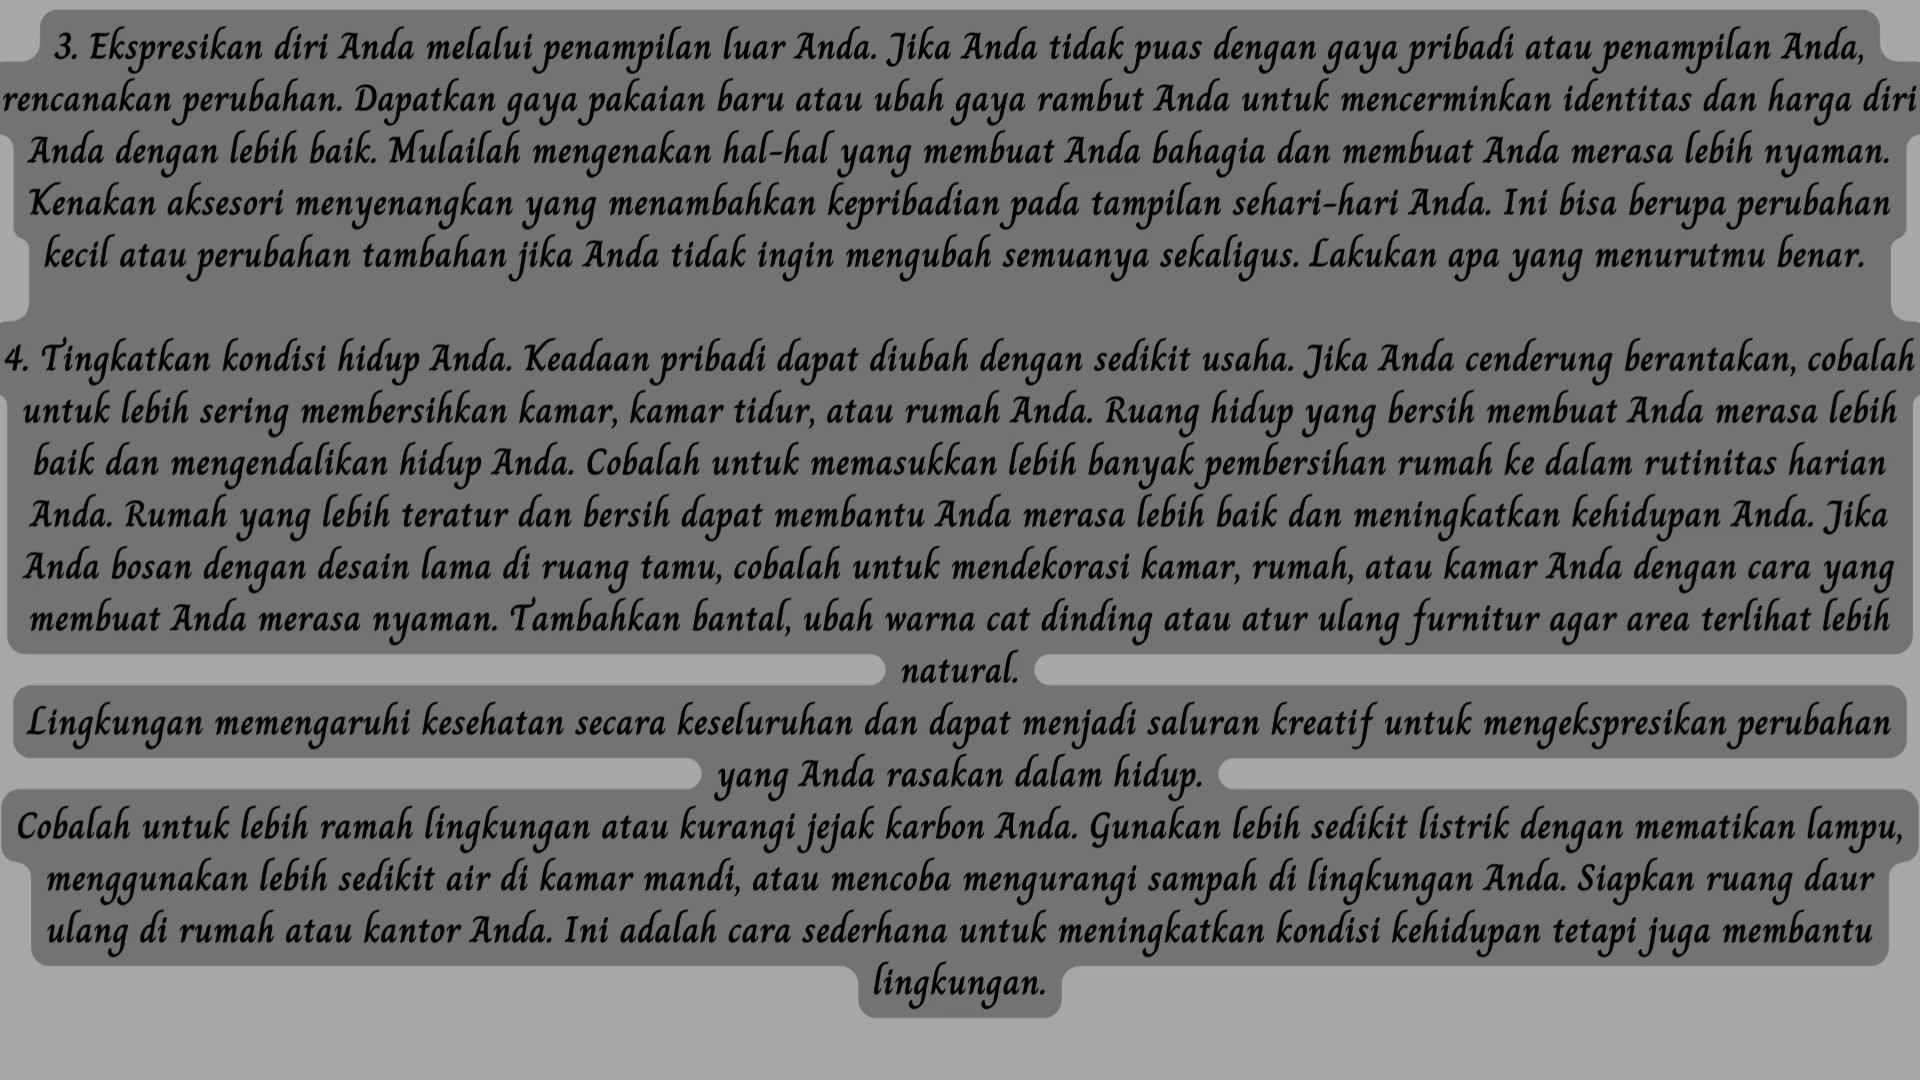 3. Ekspresikan diri Anda melalui penampilan luar Anda. Jika Anda tidak puas dengan gaya pribadi atau penampilan Anda,
rencanakan perubahan. Dapatkan gaya pakaian baru atau ubah gaya rambut Anda untuk mencerminkan identitas dan harga diri
Anda dengan lebih baik. Mulailah mengenakan hal-hal yang membuat Anda bahagia dan membuat Anda merasa lebih nyaman.
Kenakan aksesori menyenangkan yang menambahkan kepribadian pada tampilan sehari-hari Anda. Ini bisa berupa perubahan
kecil atau perubahan tambahan jika Anda tidak ingin mengubah semuanya sekaligus. Lakukan apa yang menurutmu benar.
4. Tingkatkan kondisi hidup Anda. Keadaan pribadi dapat diubah dengan sedikit usaha. Jika Anda cenderung berantakan, cobalah
untuk lebih sering membersihkan kamar, kamar tidur, atau rumah Anda. Ruang hidup yang bersih membuat Anda merasa lebih
baik dan mengendalikan hidup Anda. Cobalah untuk memasukkan lebih banyak pembersihan rumah ke dalam rutinitas harian
Anda. Rumah yang lebih teratur dan bersih dapat membantu Anda merasa lebih baik dan meningkatkan kehidupan Anda. Jika
Anda bosan dengan desain lama di ruang tamu, cobalah untuk mendekorasi kamar, rumah, atau kamar Anda dengan cara yang
membuat Anda merasa nyaman. Tambahkan bantal, ubah warna cat dinding atau atur ulang furnitur agar area terlihat lebih
natural.
Lingkungan memengaruhi kesehatan secara keseluruhan dan dapat menjadi saluran kreatif untuk mengekspresikan perubahan
yang Anda rasakan dalam hidup.
Cobalah untuk lebih ramah lingkungan atau kurangi jejak karbon Anda. Gunakan lebih sedikit listrik dengan mematikan lampu,
menggunakan lebih sedikit air di kamar mandi, atau mencoba mengurangi sampah di lingkungan Anda. Siapkan ruang daur
ulang di rumah atau kantor Anda. Ini adalah cara sederhana untuk meningkatkan kondisi kehidupan tetapi juga membantu
lingkungan.